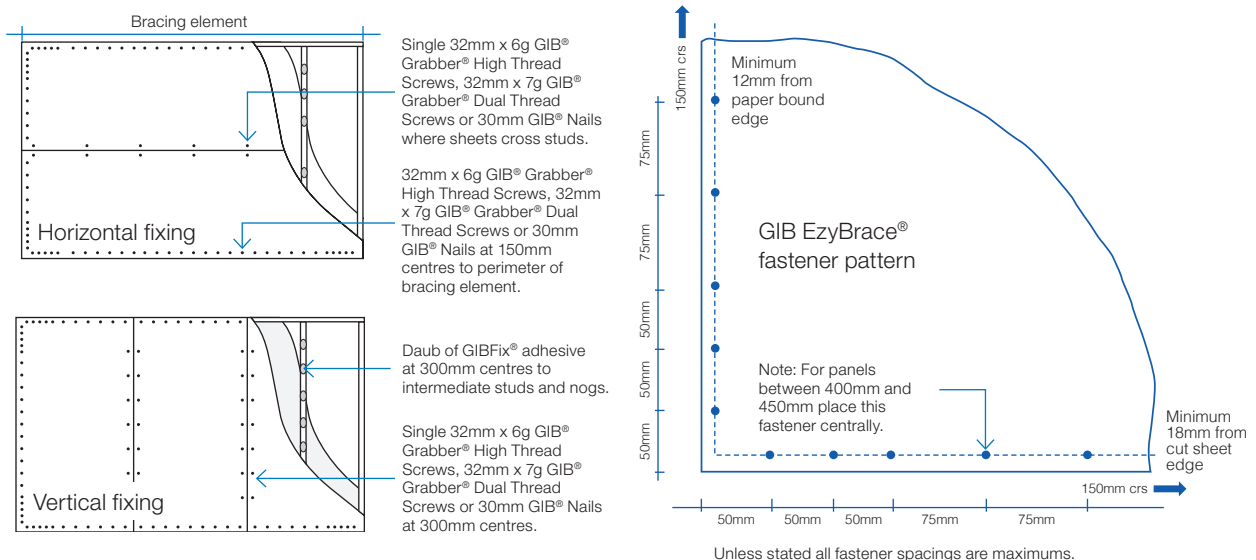 Bracing element
Single 32mm x 6g GIB®
Grabber® High Thread
Screws, 32mm x 7g GIB®
Grabber® Dual Thread
Screws or 30mm GIB® Nails
where sheets cross studs.
32mm x 6g GIB® Grabber®
High Thread Screws, 32mm
x 7g GIB® Grabber® Dual
Thread Screws or 30mm
GIB® Nails at 150mm
centres to perimeter of
bracing element.
Horizontal fixing
Daub of GIBFix® adhesive
at 300mm centres to
intermediate studs and nogs.
Single 32mm x 6g GIB®
Grabber® High Thread
Screws, 32mm x 7g GIB®
Grabber® Dual Thread
Screws or 30mm GIB® Nails
at 300mm centres.
Vertical fixing
150mm crs
Minimum
12mm from
paper bound
edge
75mm
75mm
50mm
50mm
50mm
GIB EzyBrace®
fastener pattern
Note: For panels
between 400mm and
450mm place this
fastener centrally.
Minimum
18mm from
cut sheet
edge
150mm crs
50mm
50mm
50mm
75mm
75mm
Unless stated all fastener spacings are maximums.